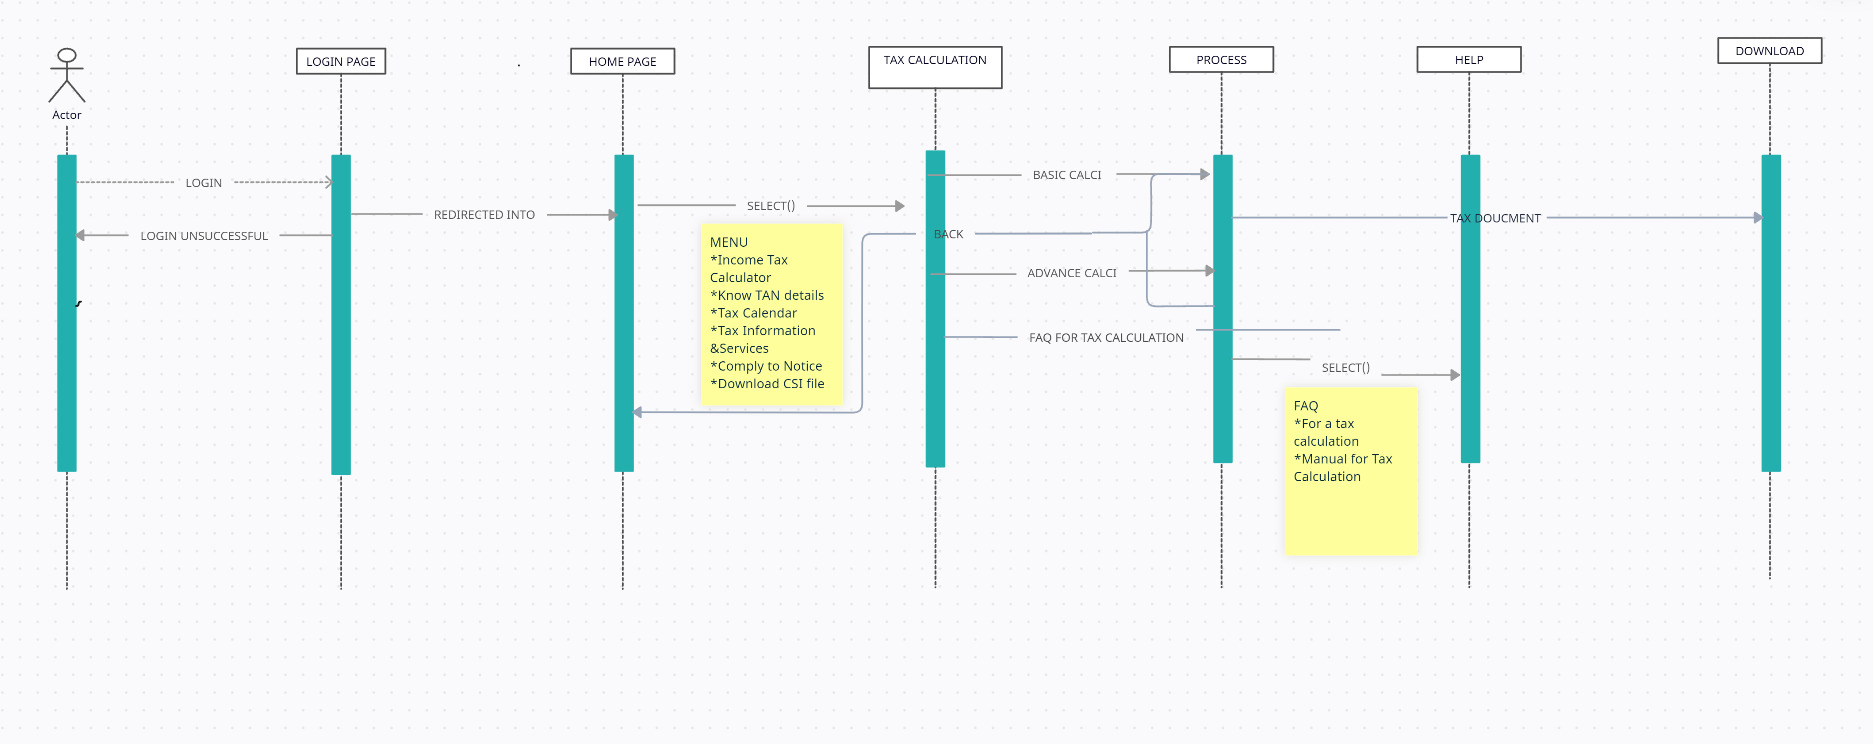 Actor
LOGIN PAGE
HOME PAGE
TAX CALCULATION
PROCESS
HELP
DOWNLOAD
LOGIN
REDIRECTED INTO
LOGIN UNSUCCESSFUL
SELECT()
MENU
*Income Tax
Calculator
*Know TAN details
*Tax Calendar
*Tax Information
&Services
*Comply to Notice
*Download CSI file
BASIC CALCI
BACK
ADVANCE CALCI
FAQ FOR TAX CALCULATION
TAX DOUCMENT
SELECT()
FAQ
*For a tax
calculation
*Manual for Tax
Calculation